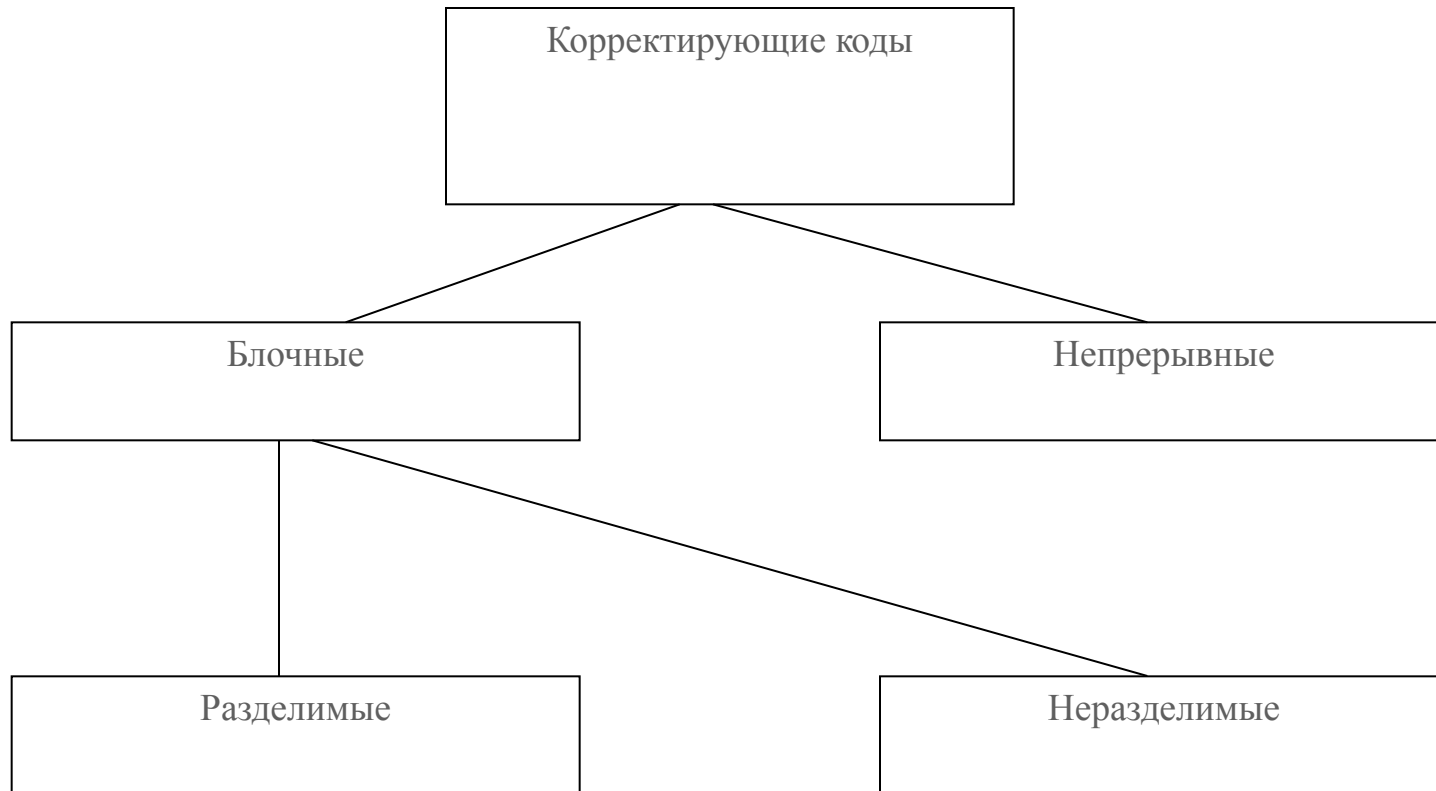 Корректирующие коды
Блочные
Непрерывные
Разделимые
Неразделимые